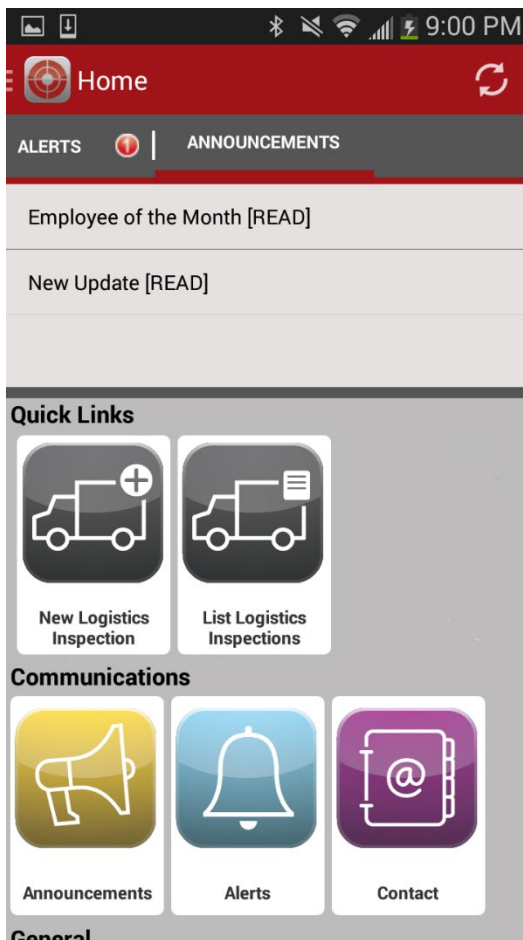 9:00 PM
Home
ALERTS 1 | ANNOUNCEMENTS
Employee of the Month [READ]
New Update [READ]
Quick Links
New Logistics
Inspection
List Logistics
Inspections
Communications
@
Announcements
Alerts
Contact
General